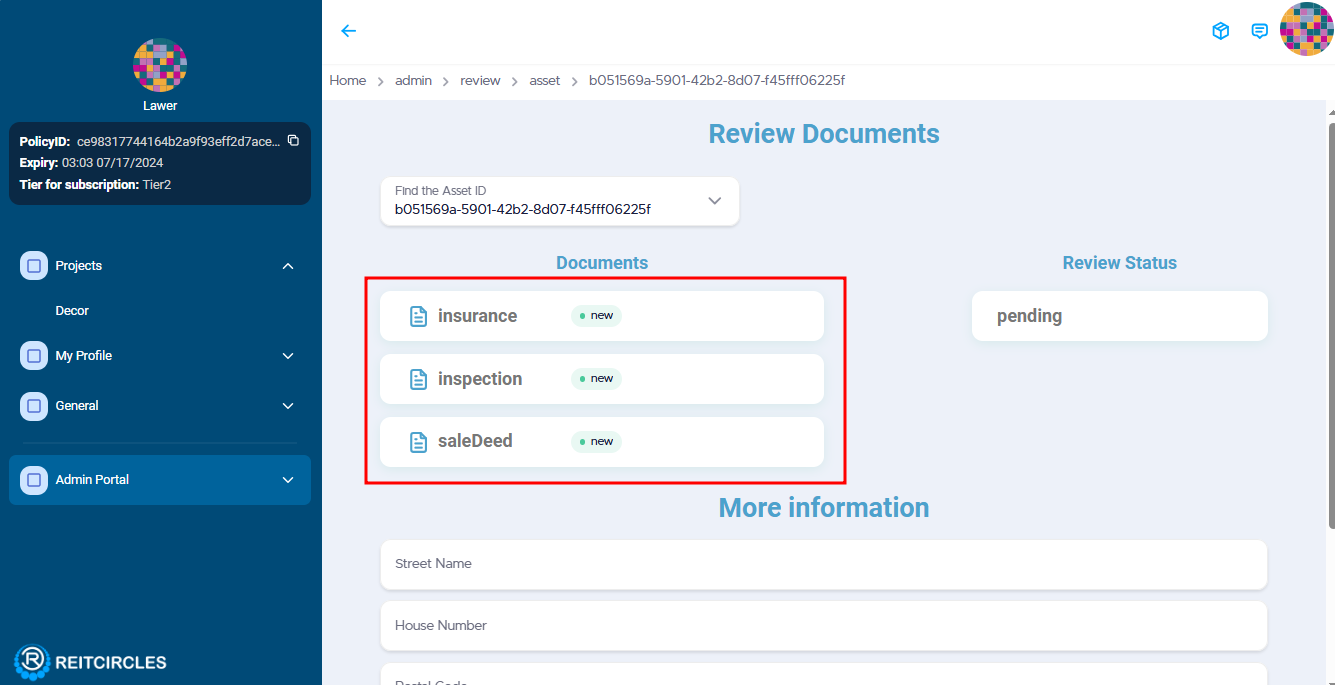 Lawer
PolicyID: ce98317744164b2a9f93eff2d7ace...
Expiry: 03:03 07/17/2024
Tier for subscription: Tier2
Projects
Decor
My Profile
General
Admin Portal
REITCIRCLES
Home > admin > review > asset > b051569a-5901-42b2-8d07-f45fff06225f
Review Documents
Find the Asset ID
b051569a-5901-42b2-8d07-f45fff06225f
Documents
insurance new
inspection new
saleDeed new
Review Status
pending
More information
Street Name
House Number
Postal Code